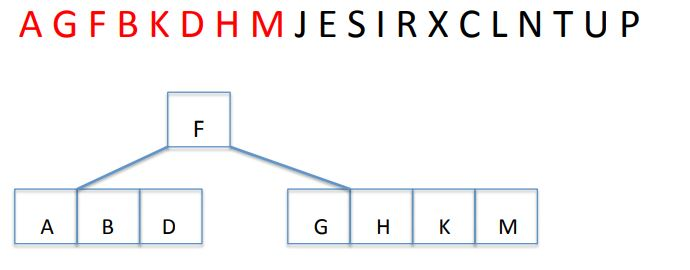 A G F B K D H M J E S I R X C L N T U P
F
A B D G H K M